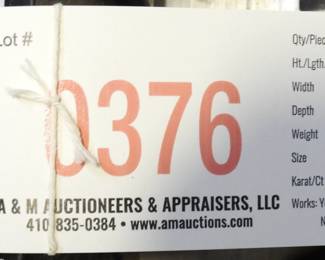 Lot #
0376
A & M AUCTIONEERS & APPRAISERS, LLC
410-835-0384 • www.amauctions.com
Qty/Piec
Ht./Lgth.
Width
Depth
Weight
Size
Karat/Ct
Works: Y
N